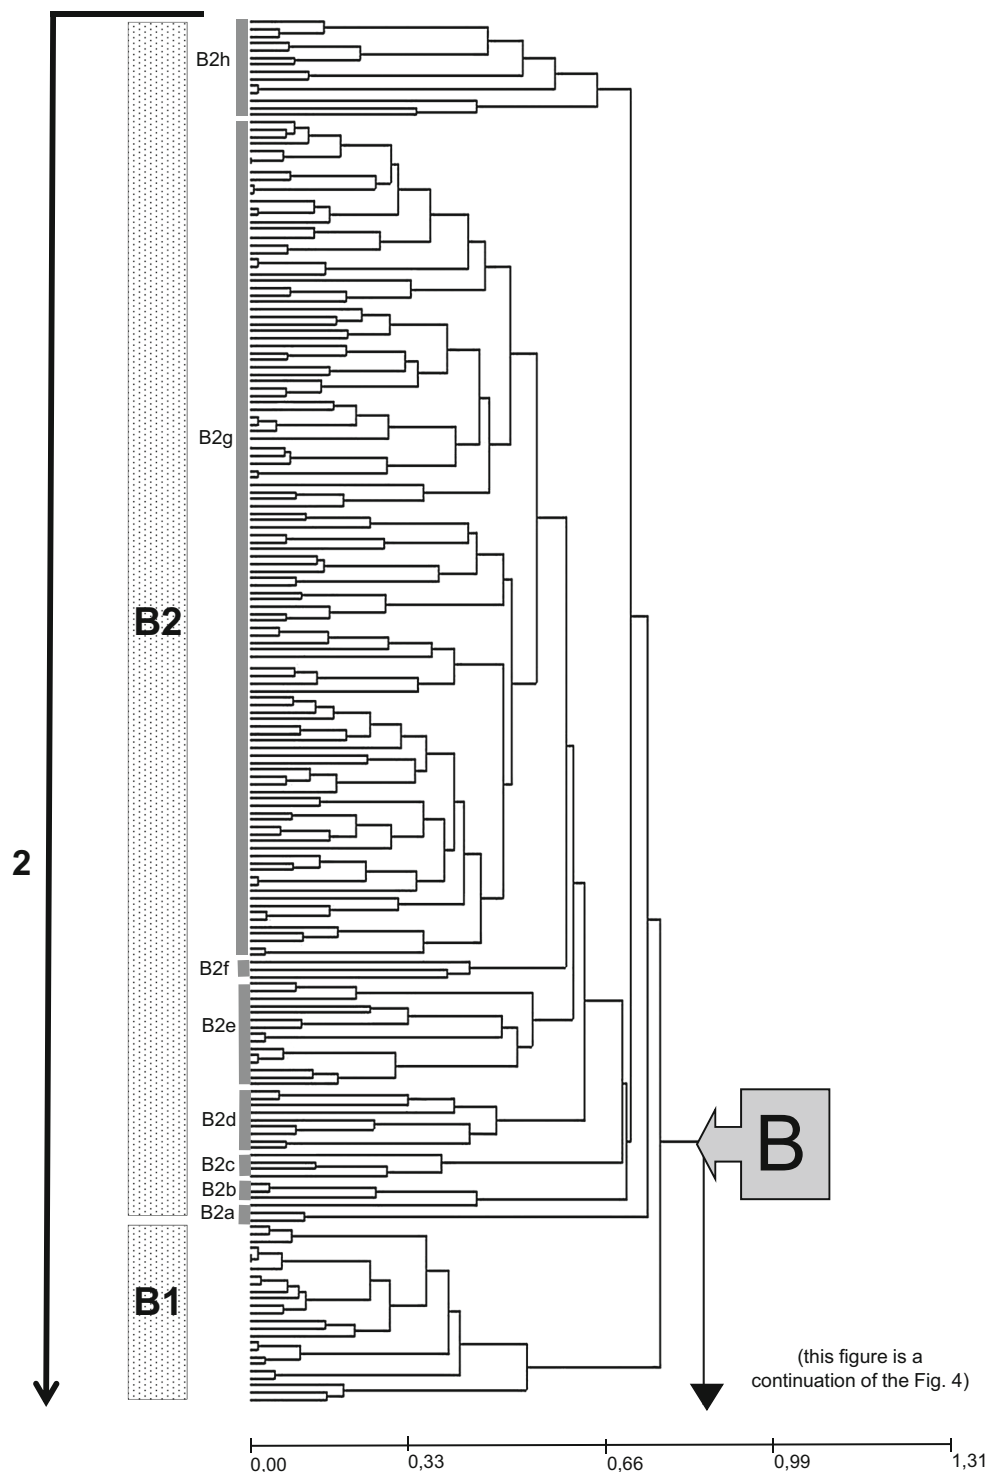 B2h
B2g
B2
2
B2f
B2e
B2d
B
B2c
B2b
B2a
B1
(this figure is a
continuation of the Fig. 4)
0,00 0,33 0,66 0,99 1,31